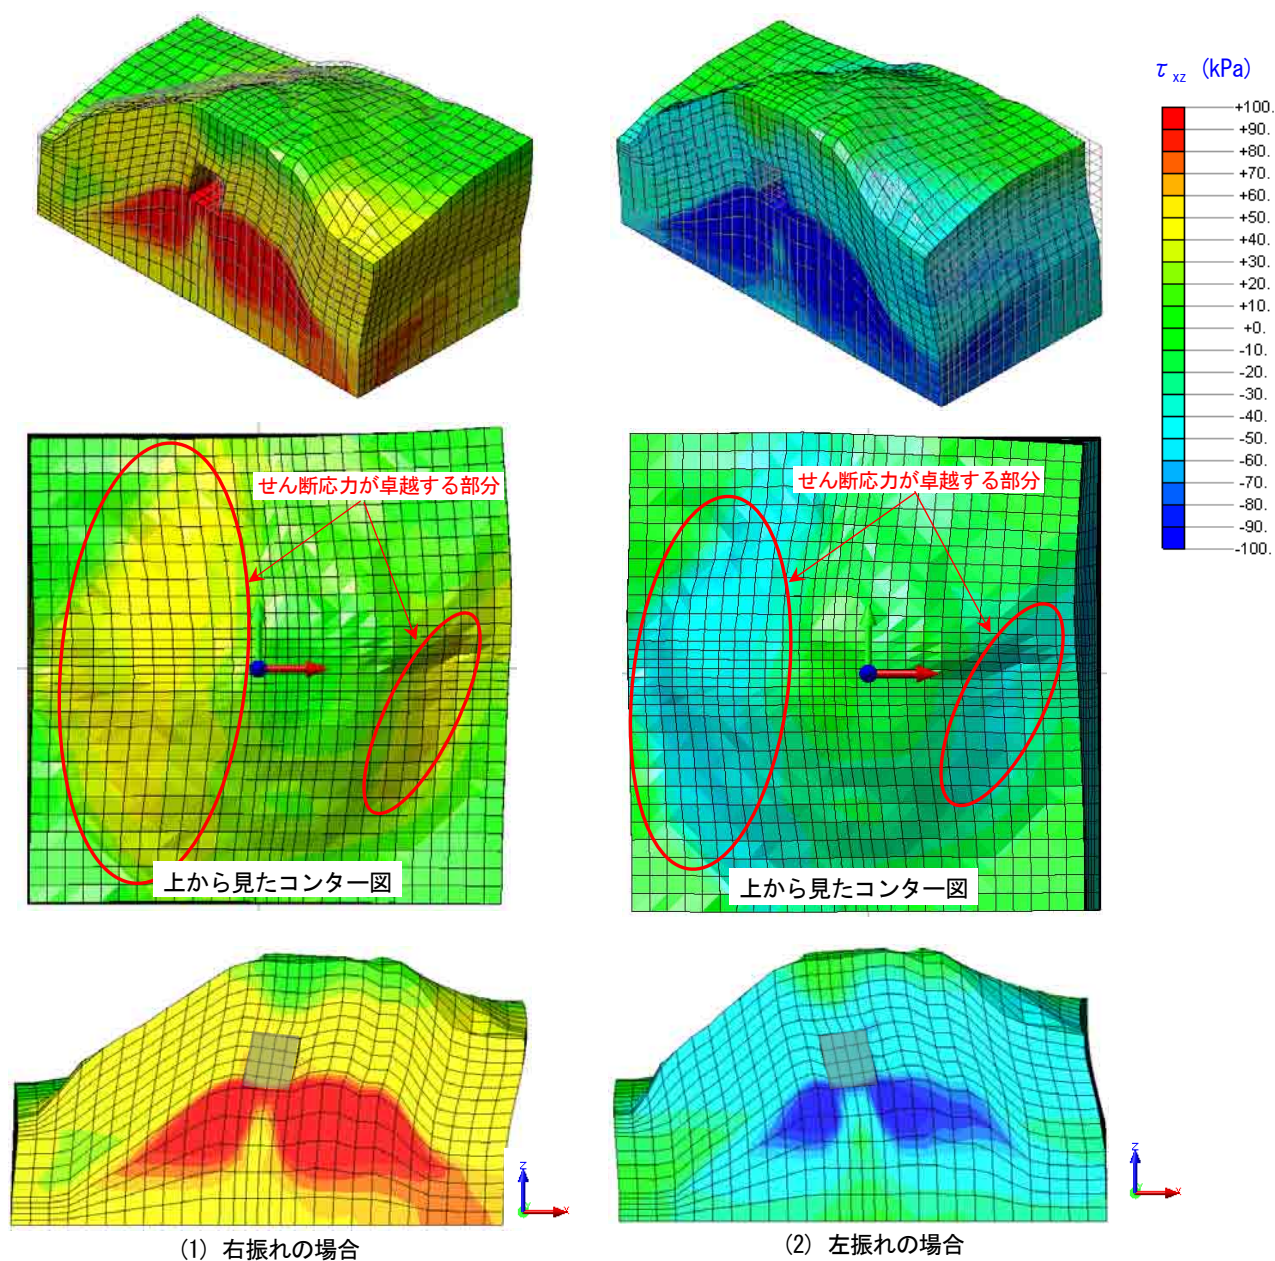 τxz (kPa)
+100.
+90.
+80.
+70.
+60.
+50.
+40.
+30.
+20.
+10.
+0.
-10.
-20.
-30.
-40.
-50.
-60.
-70.
-80.
-90.
-100.
せん断応力が卓越する部分
せん断応力が卓越する部分
上から見たコンター図
上から見たコンター図
Z
X
Z
X
(1) 右振れの場合
(2) 左振れの場合